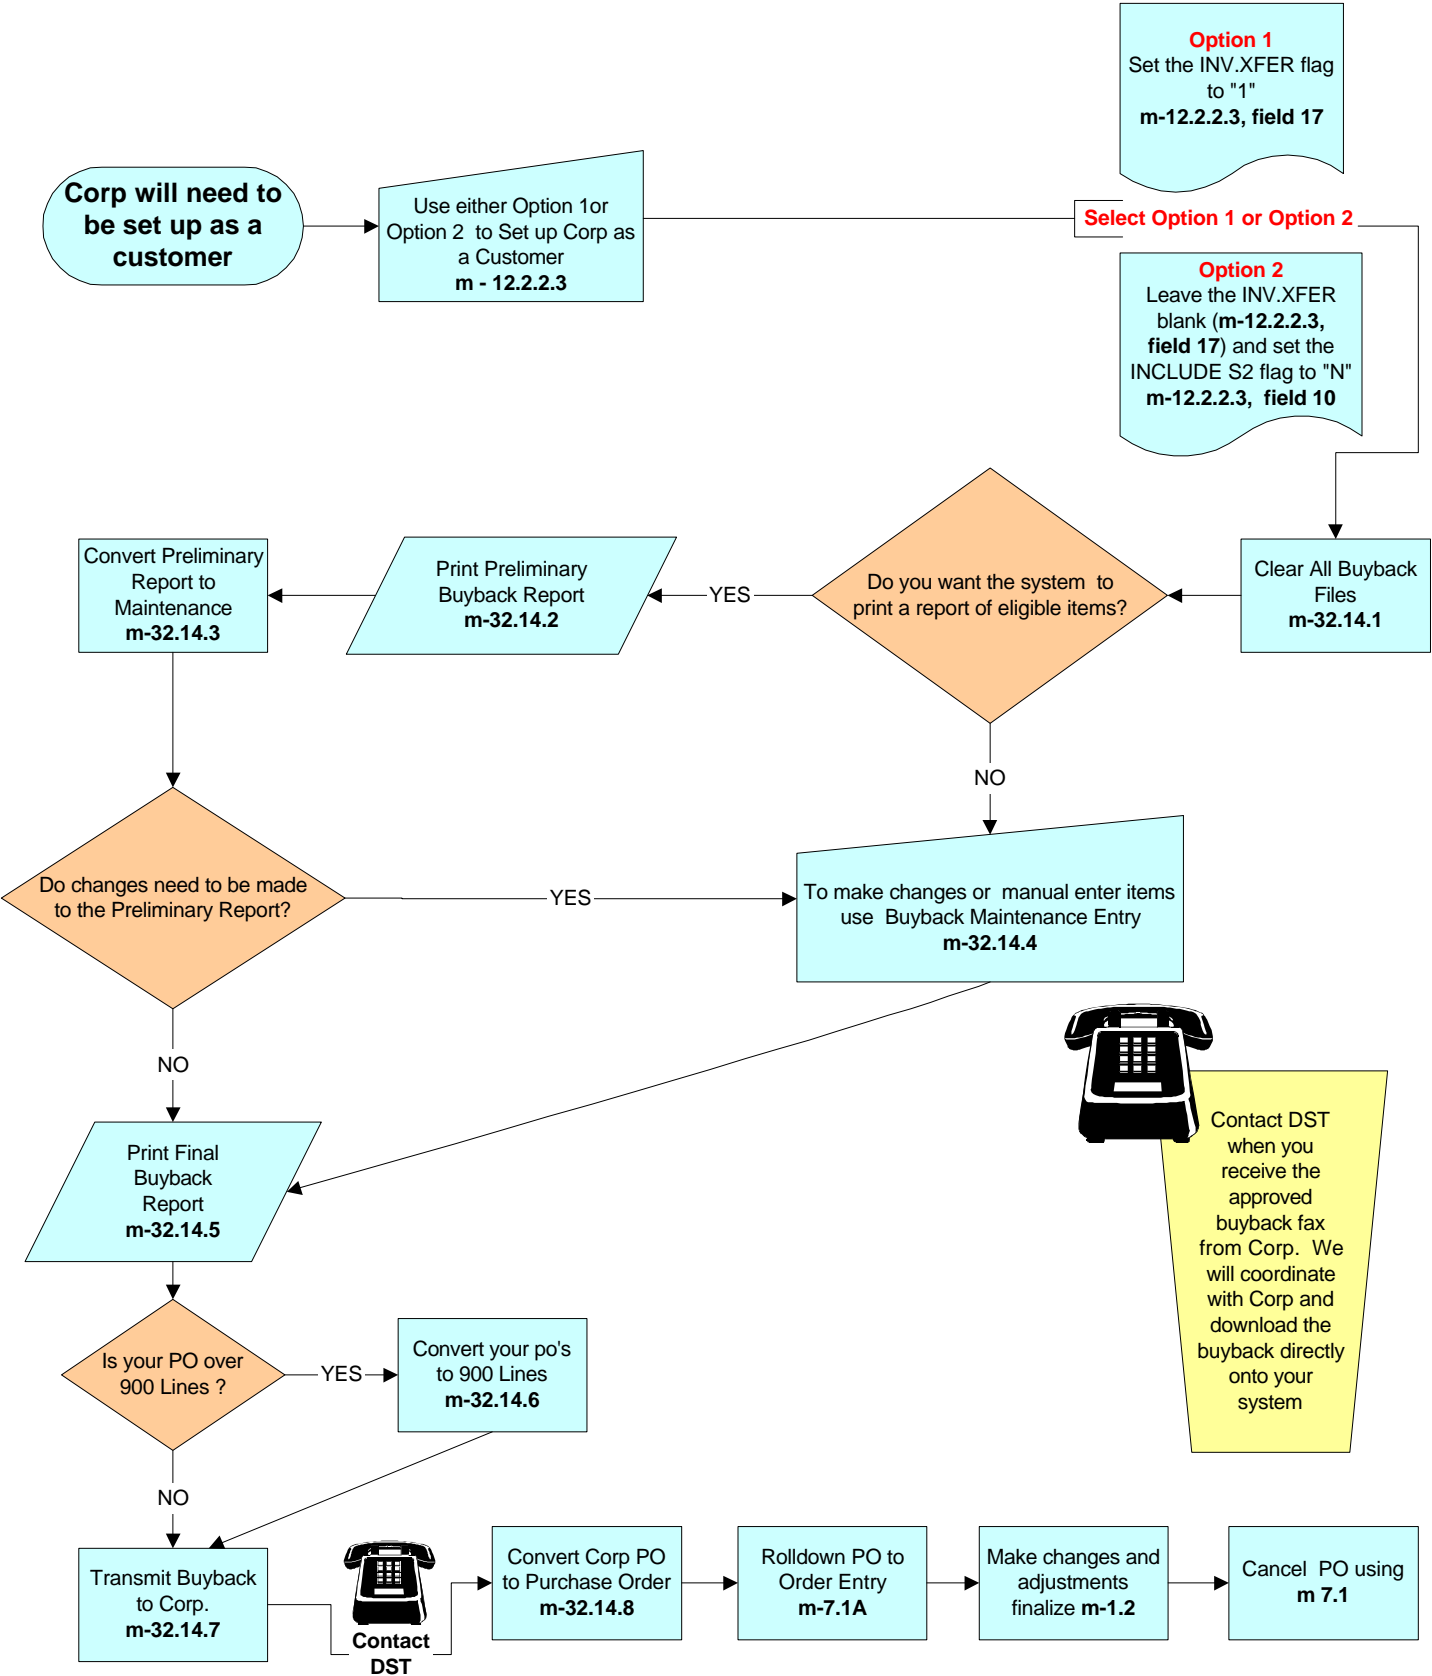 Option 1
Set the INV.XFER flag
to "1"
m-12.2.2.3, field 17
Corp will need to
be set up as a
customer
Use either Option 1or
Option 2 to Set up Corp as
a Customer
m - 12.2.2.3
Select Option 1 or Option 2
Option 2
Leave the INV.XFER
blank (m-12.2.2.3,
field 17) and set the
INCLUDE S2 flag to "N"
m-12.2.2.3, field 10
Convert Preliminary
Report to
Maintenance
m-32.14.3
Print Preliminary
Buyback Report
m-32.14.2
YES
Do you want the system to
print a report of eligible items?
Clear All Buyback
Files
m-32.14.1
NO
Do changes need to be made
to the Preliminary Report?
YES
To make changes or manual enter items
use Buyback Maintenance Entry
m-32.14.4
NO
Print Final
Buyback
Report
m-32.14.5
Contact DST
when you
receive the
approved
buyback fax
from Corp. We
will coordinate
with Corp and
download the
buyback directly
onto your
system
Is your PO over
900 Lines ?
YES
Convert your po's
to 900 Lines
m-32.14.6
NO
Transmit Buyback
to Corp.
m-32.14.7
Contact
DST
Convert Corp PO
to Purchase Order
m-32.14.8
Rolldown PO to
Order Entry
m-7.1A
Make changes and
adjustments
finalize m-1.2
Cancel PO using
m 7.1